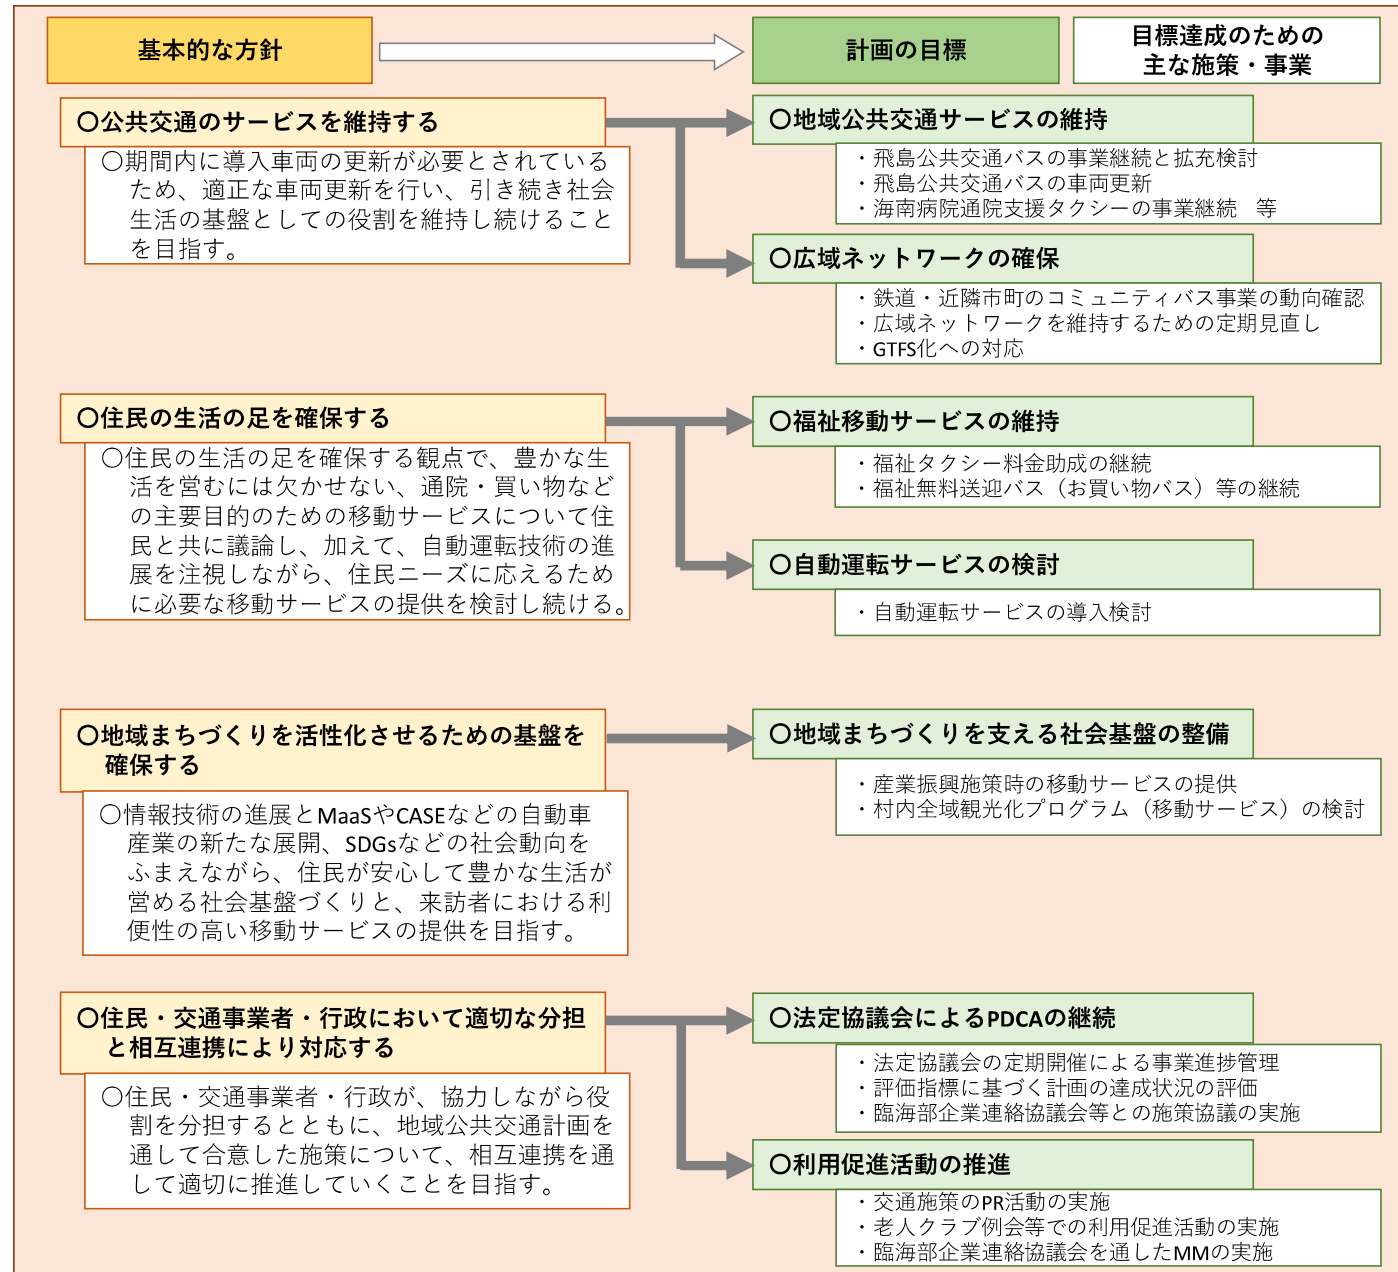 基本的な方針
計画の目標
目標達成のための
主な施策・事業
〇公共交通のサービスを維持する
〇期間内に導入車両の更新が必要とされている
ため、適正な車両更新を行い、引き続き社会
生活の基盤としての役割を維持し続けること
を目指す。
〇地域公共交通サービスの維持
・飛島公共交通バスの事業継続と拡充検討
・飛島公共交通バスの車両更新
・海南病院通院支援タクシーの事業継続　等
〇広域ネットワークの確保
・鉄道・近隣市町のコミュニティバス事業の動向確認
・広域ネットワークを維持するための定期見直し
・GTFS化への対応
〇住民の生活の足を確保する
〇住民の生活の足を確保する観点で、豊かな生
活を営むには欠かせない、通院・買い物など
の主要目的のための移動サービスについて住
民と共に議論し、加えて、自動運転技術の進
展を注視しながら、住民ニーズに応えるため
に必要な移動サービスの提供を検討し続ける。
〇福祉移動サービスの維持
・福祉タクシー料金助成の継続
・福祉無料送迎バス（お買い物バス）等の継続
〇自動運転サービスの検討
・自動運転サービスの導入検討
〇地域まちづくりを活性化させるための基盤を
確保する
〇情報技術の進展とMaaSやCASEなどの自動車
産業の新たな展開、SDGsなどの社会動向を
ふまえながら、住民が安心して豊かな生活が
営める社会基盤づくりと、来訪者における利
便性の高い移動サービスの提供を目指す。
〇地域まちづくりを支える社会基盤の整備
・産業振興施策時の移動サービスの提供
・村内全域観光化プログラム（移動サービス）の検討
〇住民・交通事業者・行政において適切な分担
と相互連携により対応する
〇住民・交通事業者・行政が、協力しながら役
割を分担するとともに、地域公共交通計画を
通して合意した施策について、相互連携を通
して適切に推進していくことを目指す。
〇法定協議会によるPDCAの継続
・法定協議会の定期開催による事業進捗管理
・評価指標に基づく計画の達成状況の評価
・臨海部企業連絡協議会等との施策協議の実施
〇利用促進活動の推進
・交通施策のPR活動の実施
・老人クラブ例会等での利用促進活動の実施
・臨海部企業連絡協議会を通したMMの実施